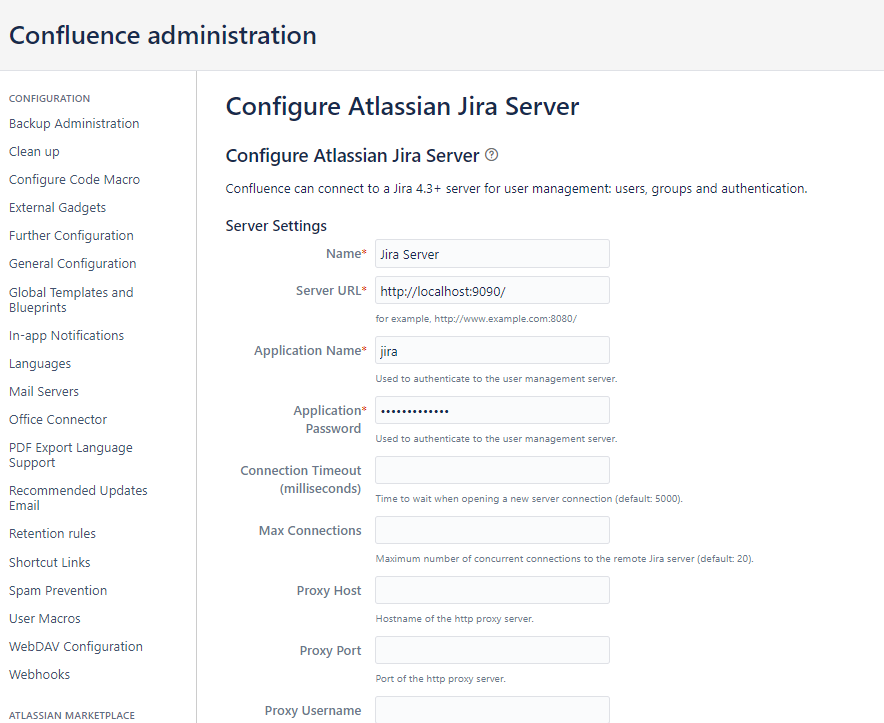 Confluence administration
CONFIGURATION
Backup Administration
Clean up
Configure Code Macro
External Gadgets
Further Configuration
General Configuration
Global Templates and
Blueprints
In-app Notifications
Languages
Mail Servers
Office Connector
PDF Export Language
Support
Recommended Updates
Email
Retention rules
Shortcut Links
Spam Prevention
User Macros
WebDAV Configuration
Webhooks
ATLASSIAN MARKETPLACE
Configure Atlassian Jira Server
Configure Atlassian Jira Server ?
Confluence can connect to a Jira 4.3+ server for user management: users, groups and authentication.
Server Settings
Name* Jira Server
Server URL* http://localhost:9090/
for example, http://www.example.com:8080/
Application Name* jira
Used to authenticate to the user management server.
Application*
Password •••••••••••••
Used to authenticate to the user management server.
Connection Timeout
(milliseconds)
Time to wait when opening a new server connection (default: 5000).
Max Connections
Maximum number of concurrent connections to the remote Jira server (default: 20).
Proxy Host
Hostname of the http proxy server.
Proxy Port
Port of the http proxy server.
Proxy Username